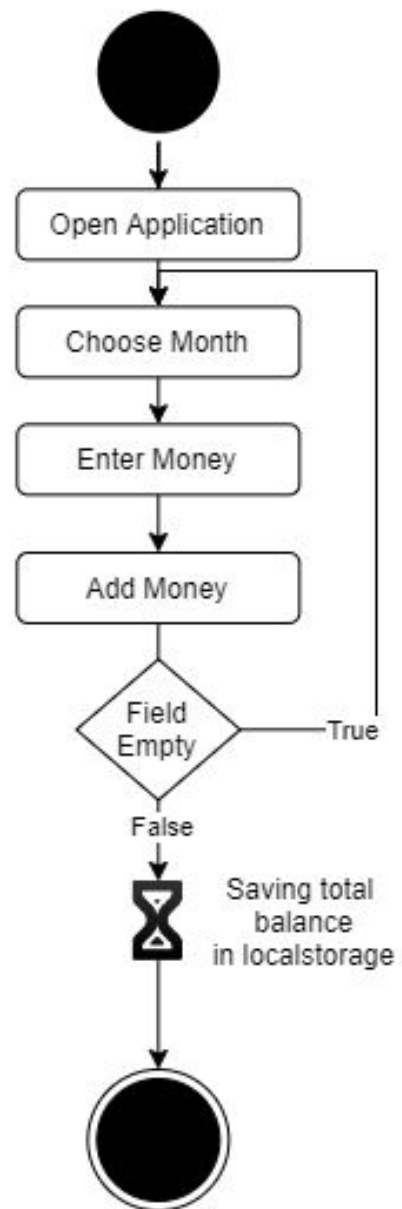 Open Application
Choose Month
Enter Money
Add Money
Field
Empty
True
False
Saving total
balance
in localstorage